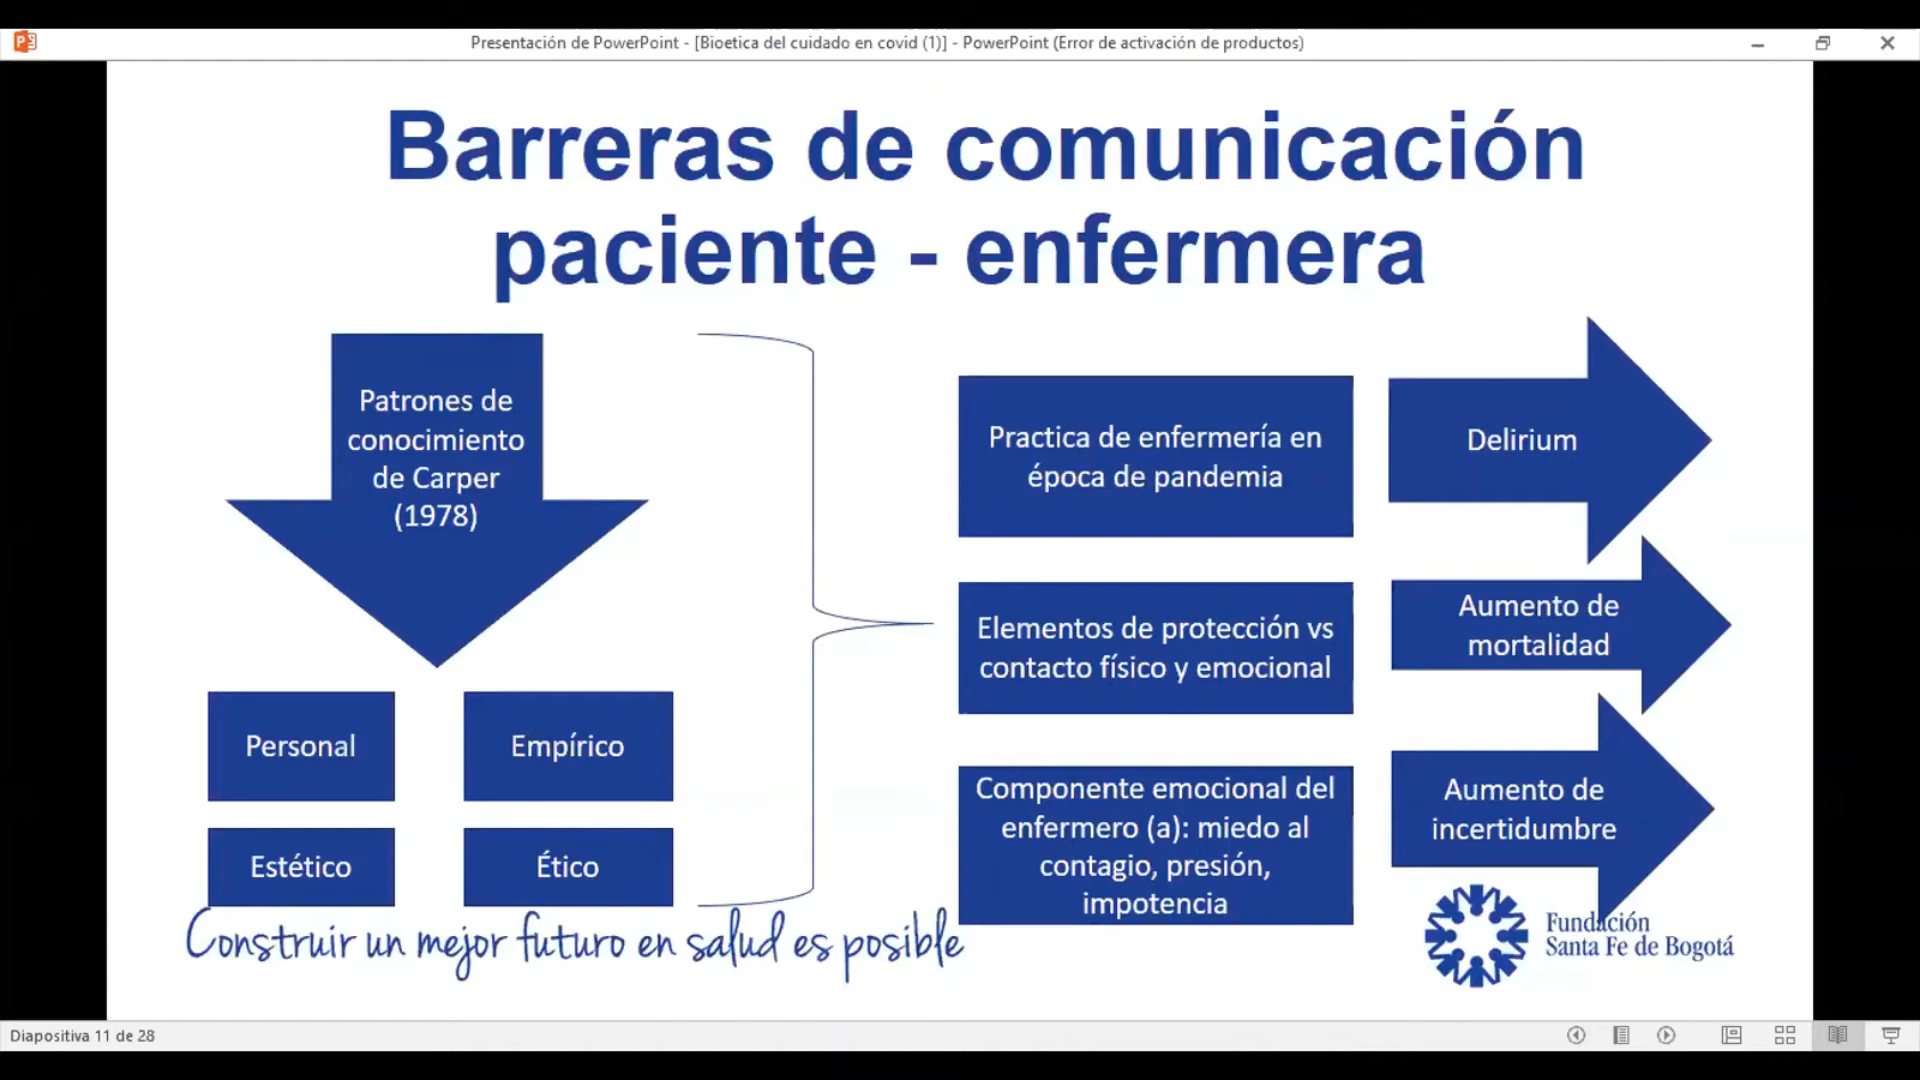 Presentación de PowerPoint - [Bioetica del cuidado en covid (1)] - PowerPoint (Error de activación de productos)
Barreras de comunicación
paciente - enfermera
Patrones de
conocimiento
de Carper
(1978)
Personal
Empírico
Estético
Ético
Practica de enfermería en
época de pandemia
Delirium
Elementos de protección vs
contacto físico y emocional
Aumento de
mortalidad
Componente emocional del
enfermero (a): miedo al
contagio, presión,
impotencia
Aumento de
incertidumbre
Construir un mejor futuro en salud es posible
Fundación
Santa Fe de Bogotá
Diapositiva 11 de 28